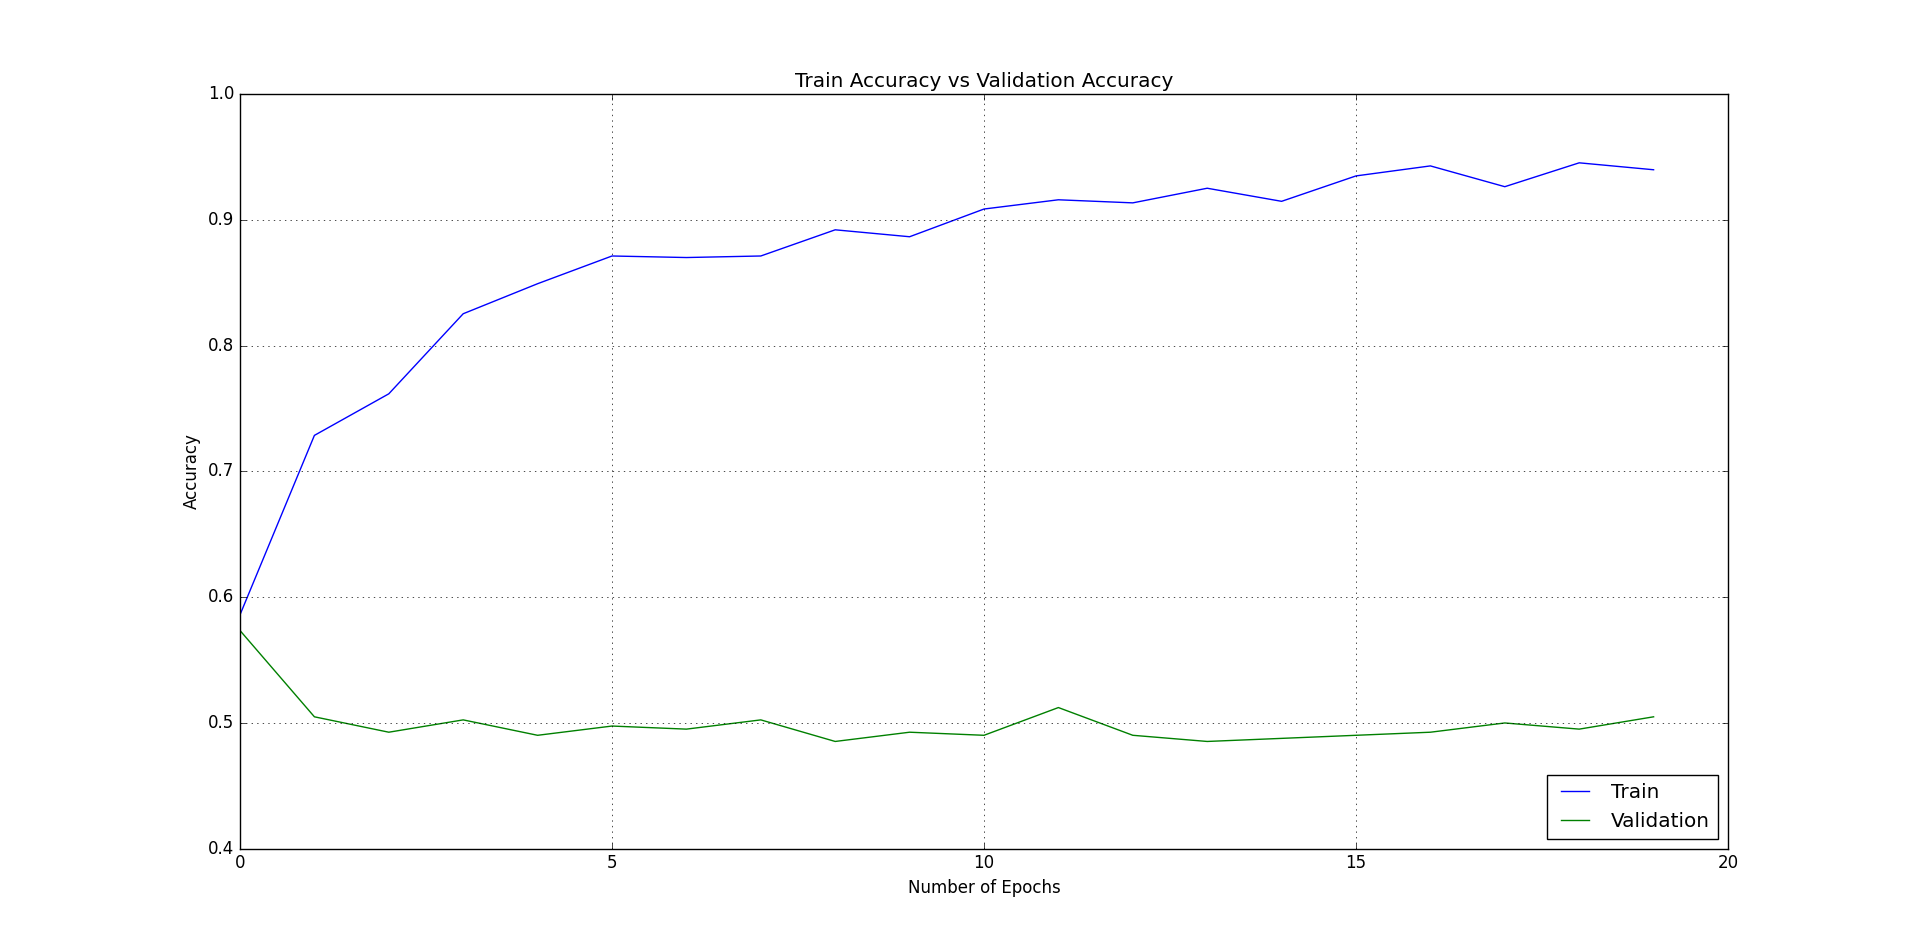 Train Accuracy vs Validation Accuracy
1.0
0.9
0.8
0.7
0.6
0.5
0.4
Accuracy
0 5 10 15 20
Number of Epochs
Train
Validation